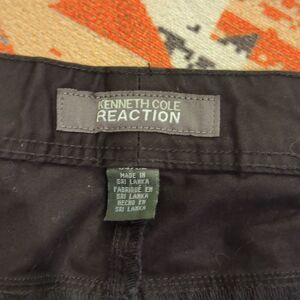 KENNETH COLE
REACTION
MADE IN
SRI LANKA
FABRIQUÉ EN
SRI LANKA
HECHO EN
SRI LANKA